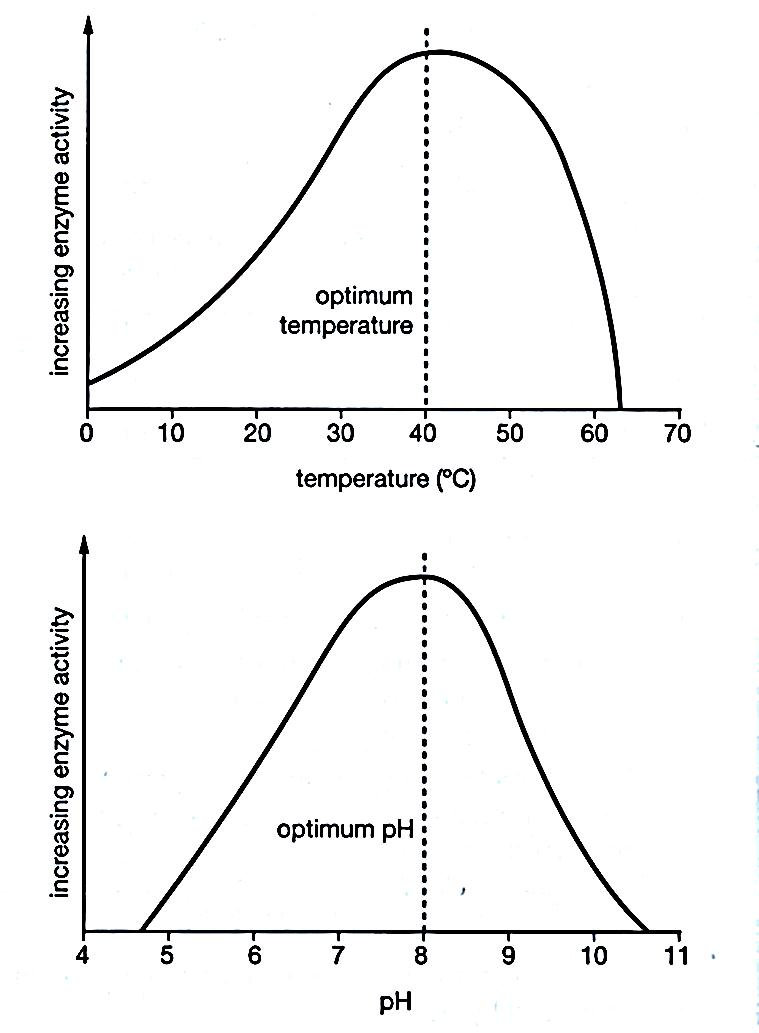 increasing enzyme activity
optimum
temperature
0 10 20 30 40 50 60 70
temperature (ºC)
increasing enzyme activity
optimum pH
4 5 6 7 8 9 10 11
pH